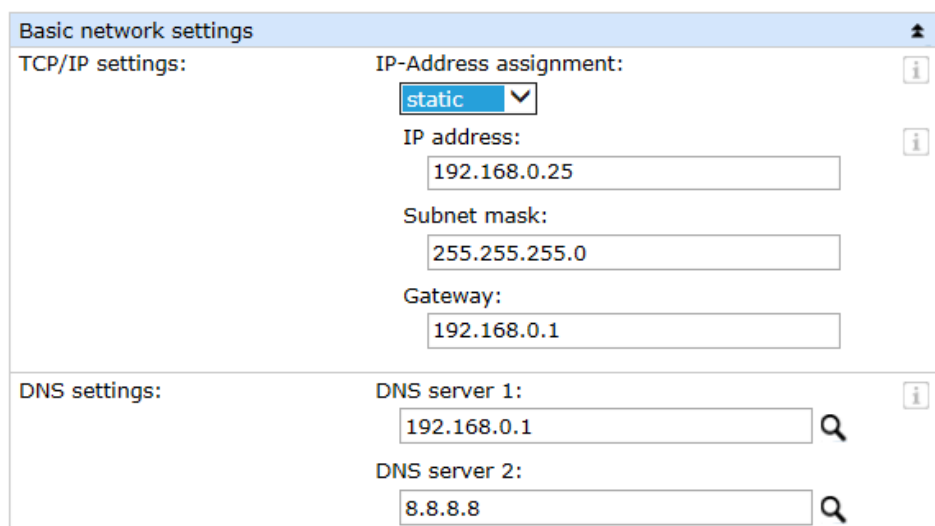 Basic network settings
TCP/IP settings:
IP-Address assignment:
static
IP address:
192.168.0.25
Subnet mask:
255.255.255.0
Gateway:
192.168.0.1
DNS settings:
DNS server 1:
192.168.0.1
DNS server 2:
8.8.8.8